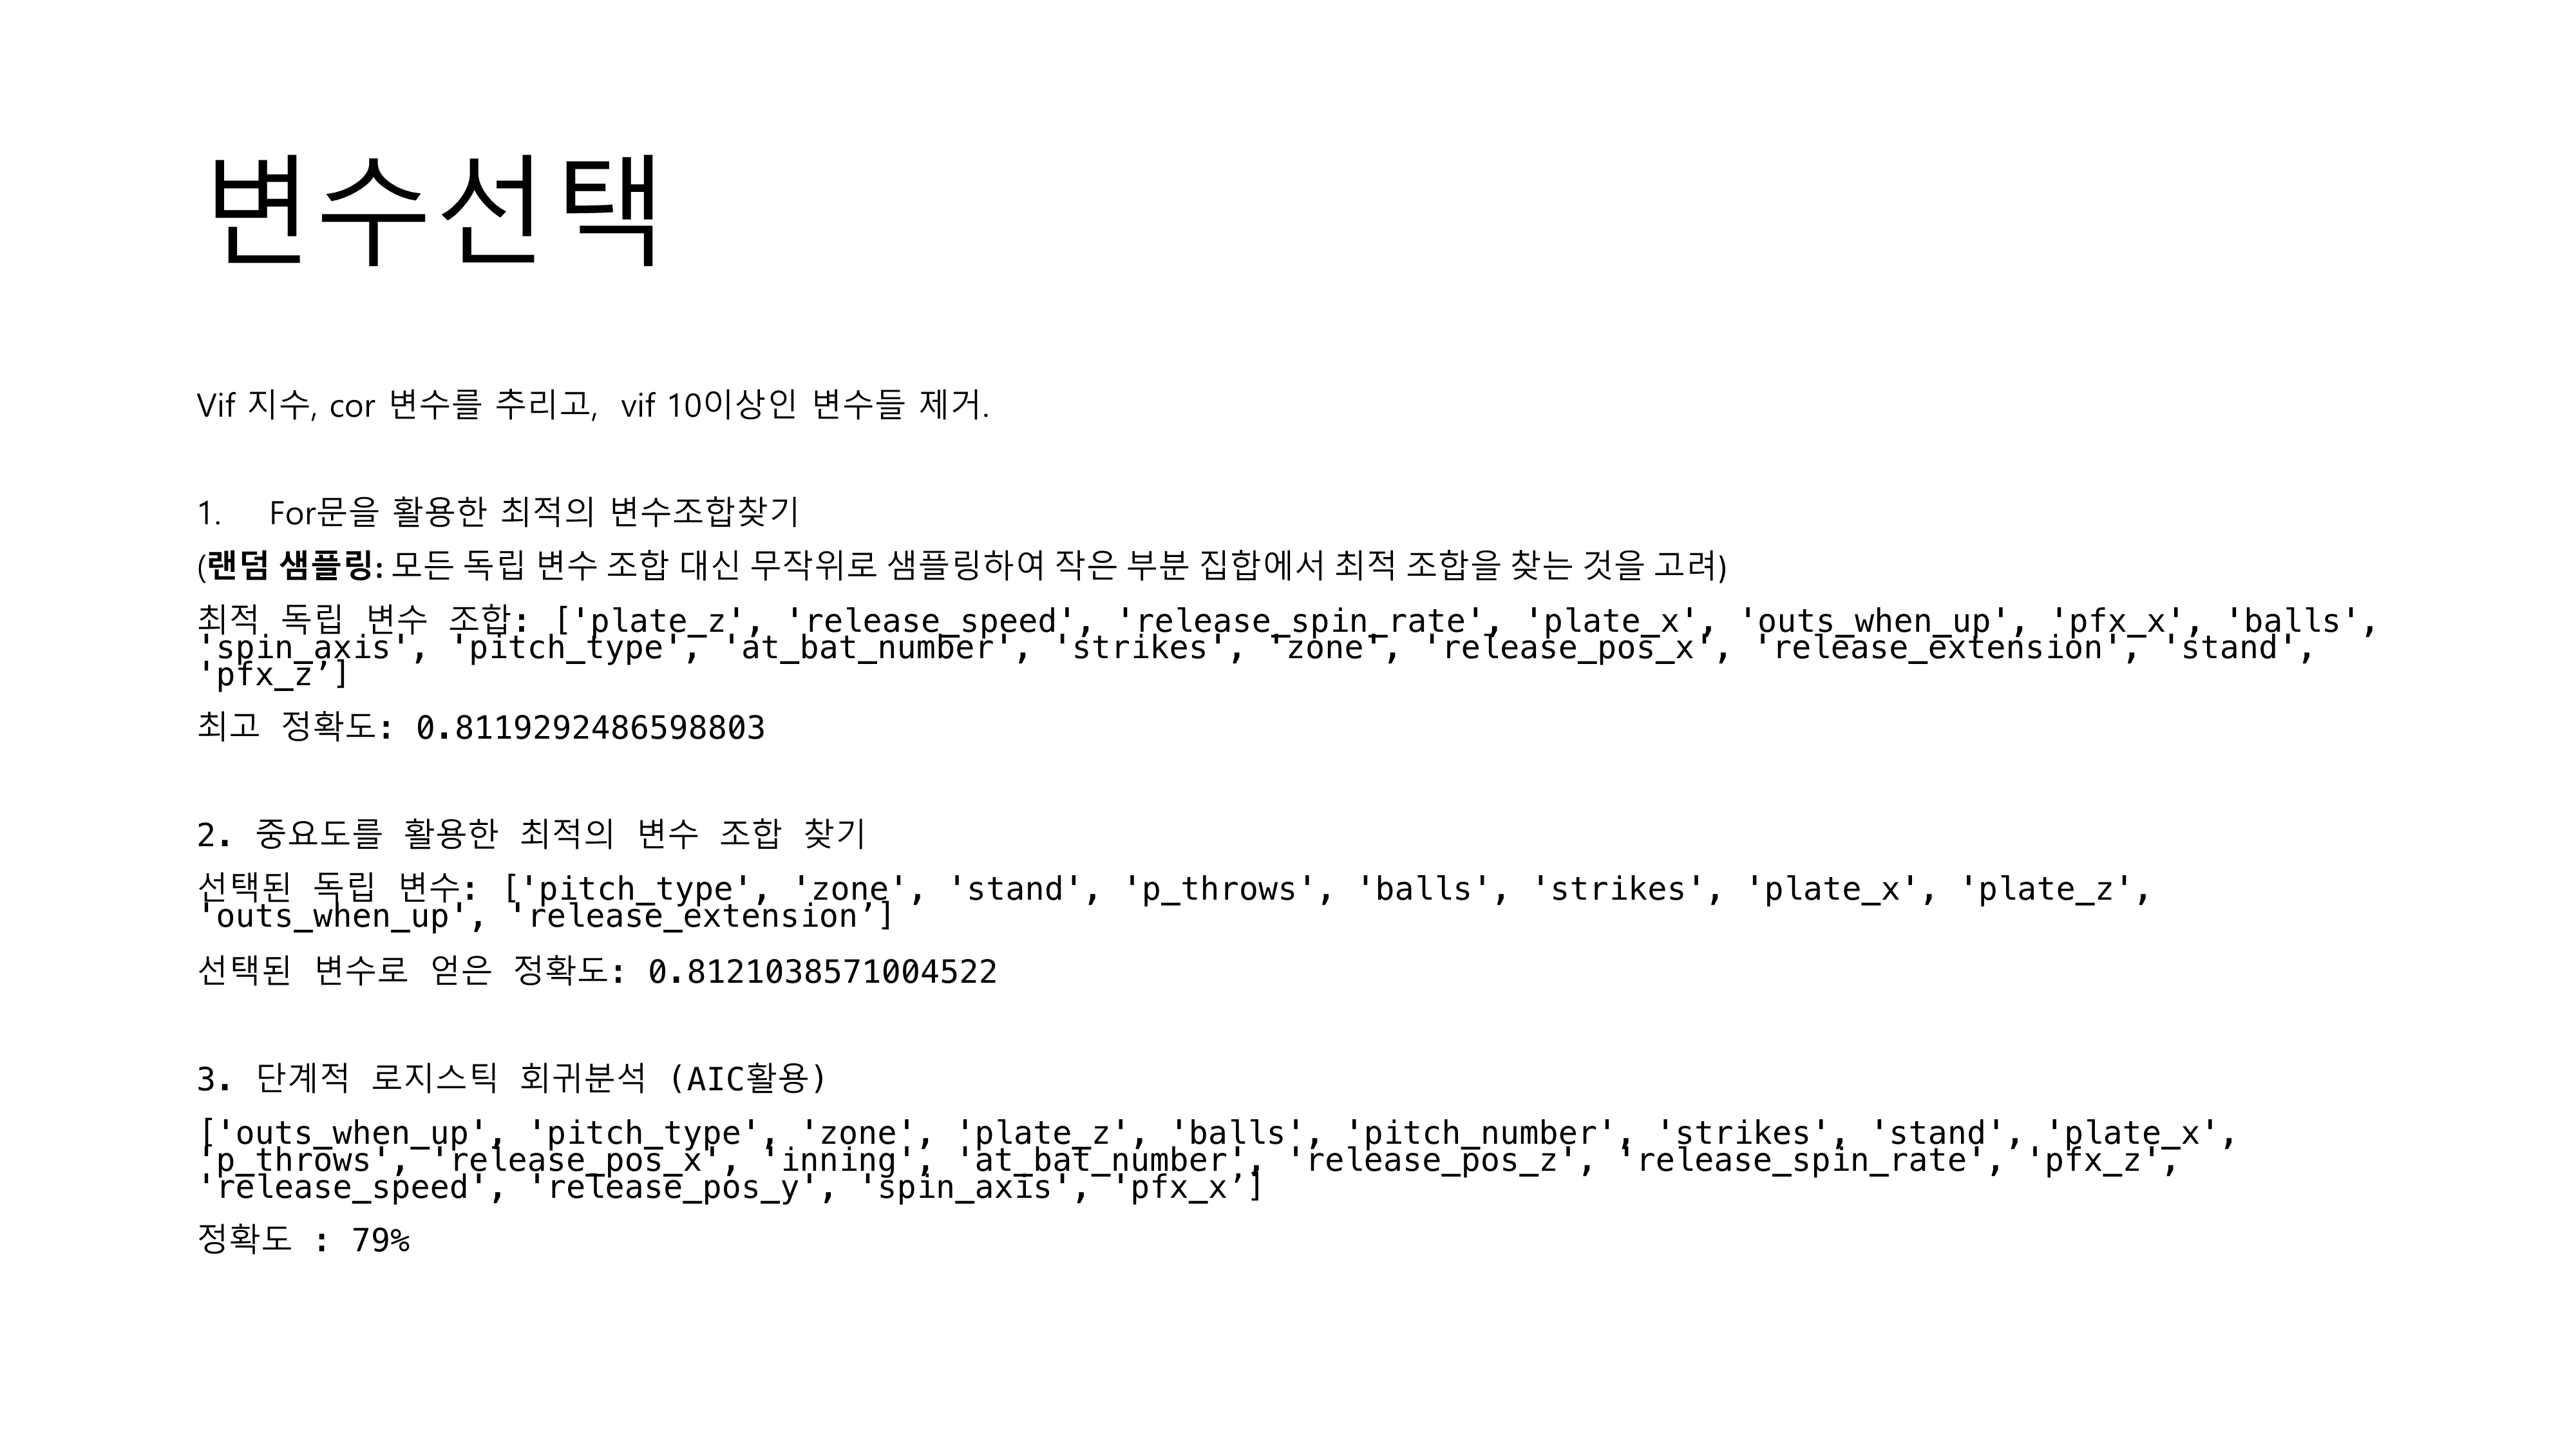 변수선택
Vif 지수, cor 변수를 추리고,  vif 10이상인 변수들 제거.
1. For문을 활용한 최적의 변수조합찾기
(랜덤 샘플링: 모든 독립 변수 조합 대신 무작위로 샘플링하여 작은 부분 집합에서 최적 조합을 찾는 것을 고려)
최적 독립 변수 조합: ['plate_z', 'release_speed', 'release_spin_rate', 'plate_x', 'outs_when_up', 'pfx_x', 'balls',
'spin_axis', 'pitch_type', 'at_bat_number', 'strikes', 'zone', 'release_pos_x', 'release_extension', 'stand',
'pfx_z’]
최고 정확도: 0.8119292486598803
2. 중요도를 활용한 최적의 변수 조합 찾기
선택된 독립 변수: ['pitch_type', 'zone', 'stand', 'p_throws', 'balls', 'strikes', 'plate_x', 'plate_z',
'outs_when_up', 'release_extension’]
선택된 변수로 얻은 정확도: 0.8121038571004522
3. 단계적 로지스틱 회귀분석 (AIC활용)
['outs_when_up', 'pitch_type', 'zone', 'plate_z', 'balls', 'pitch_number', 'strikes', 'stand', 'plate_x',
'p_throws', 'release_pos_x', 'inning', 'at_bat_number', 'release_pos_z', 'release_spin_rate', 'pfx_z',
'release_speed', 'release_pos_y', 'spin_axis', 'pfx_x’]
정확도 : 79%